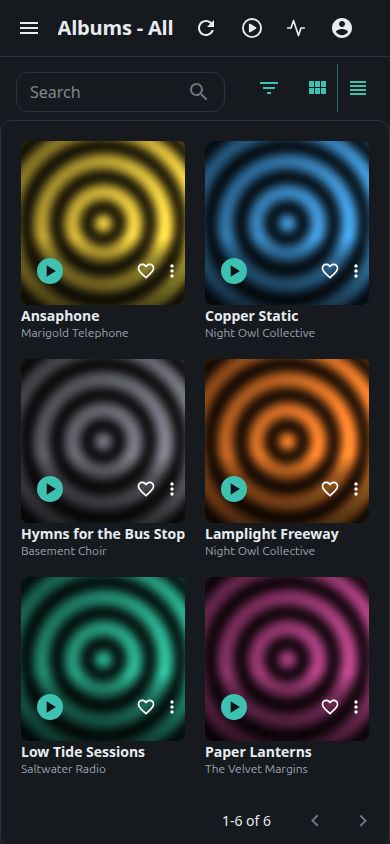 Albums - All
Search
Ansaphone
Marigold Telephone
Copper Static
Night Owl Collective
Hymns for the Bus Stop
Basement Choir
Lamplight Freeway
Night Owl Collective
Low Tide Sessions
Saltwater Radio
Paper Lanterns
The Velvet Margins
1-6 of 6